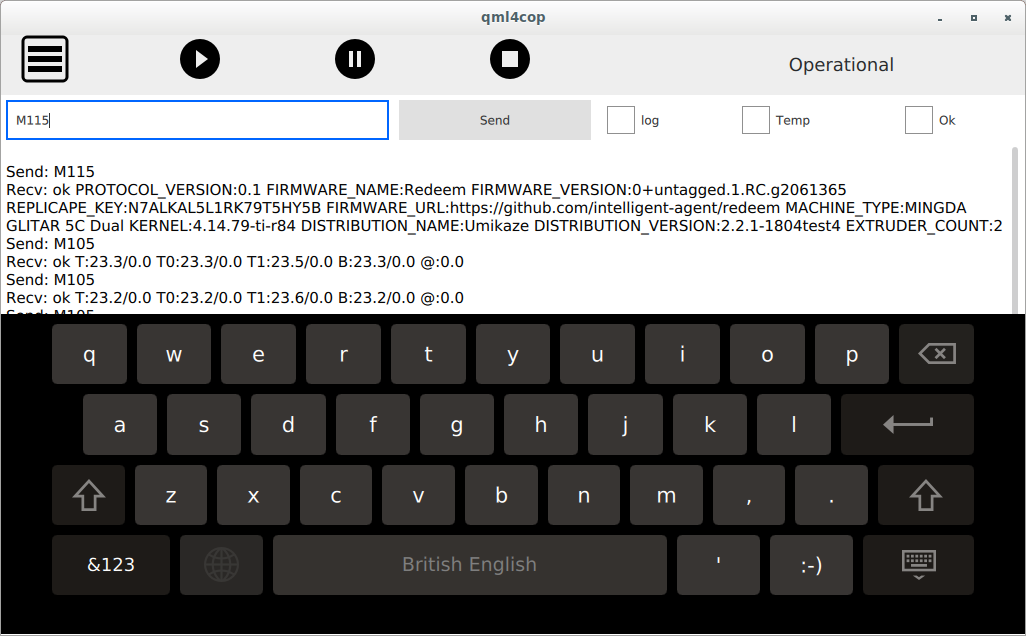 qml4cop
Operational
M115
Send
log
Temp
Ok
Send: M115
Recv: ok PROTOCOL_VERSION:0.1 FIRMWARE_NAME:Redeem FIRMWARE_VERSION:0+untagged.1.RC.g2061365
REPLICAPE_KEY:N7ALKAL5L1RK79T5HY5B FIRMWARE_URL:https://github.com/intelligent-agent/redeem MACHINE_TYPE:MINGDA
GLITAR 5C Dual KERNEL:4.14.79-ti-r84 DISTRIBUTION_NAME:Umikaze DISTRIBUTION_VERSION:2.2.1-1804test4 EXTRUDER_COUNT:2
Send: M105
Recv: ok T:23.3/0.0 T0:23.3/0.0 T1:23.5/0.0 B:23.3/0.0 @:0.0
Send: M105
Recv: ok T:23.2/0.0 T0:23.2/0.0 T1:23.6/0.0 B:23.2/0.0 @:0.0
Send: M105
q w e r t y u i o p
a s d f g h j k l
z x c v b n m , .
&123 British English ' :-)